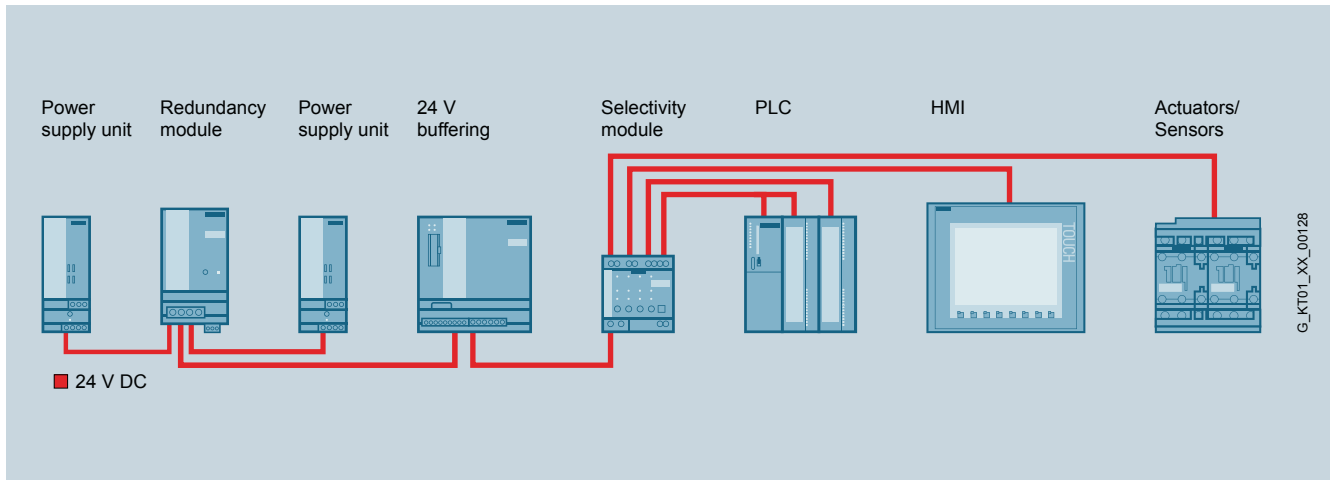 Power
supply unit
Redundancy
module
Power
supply unit
24 V
buffering
Selectivity
module
PLC
HMI
Actuators/
Sensors
TOUCH
G_KT01_XX_00128
24 V DC